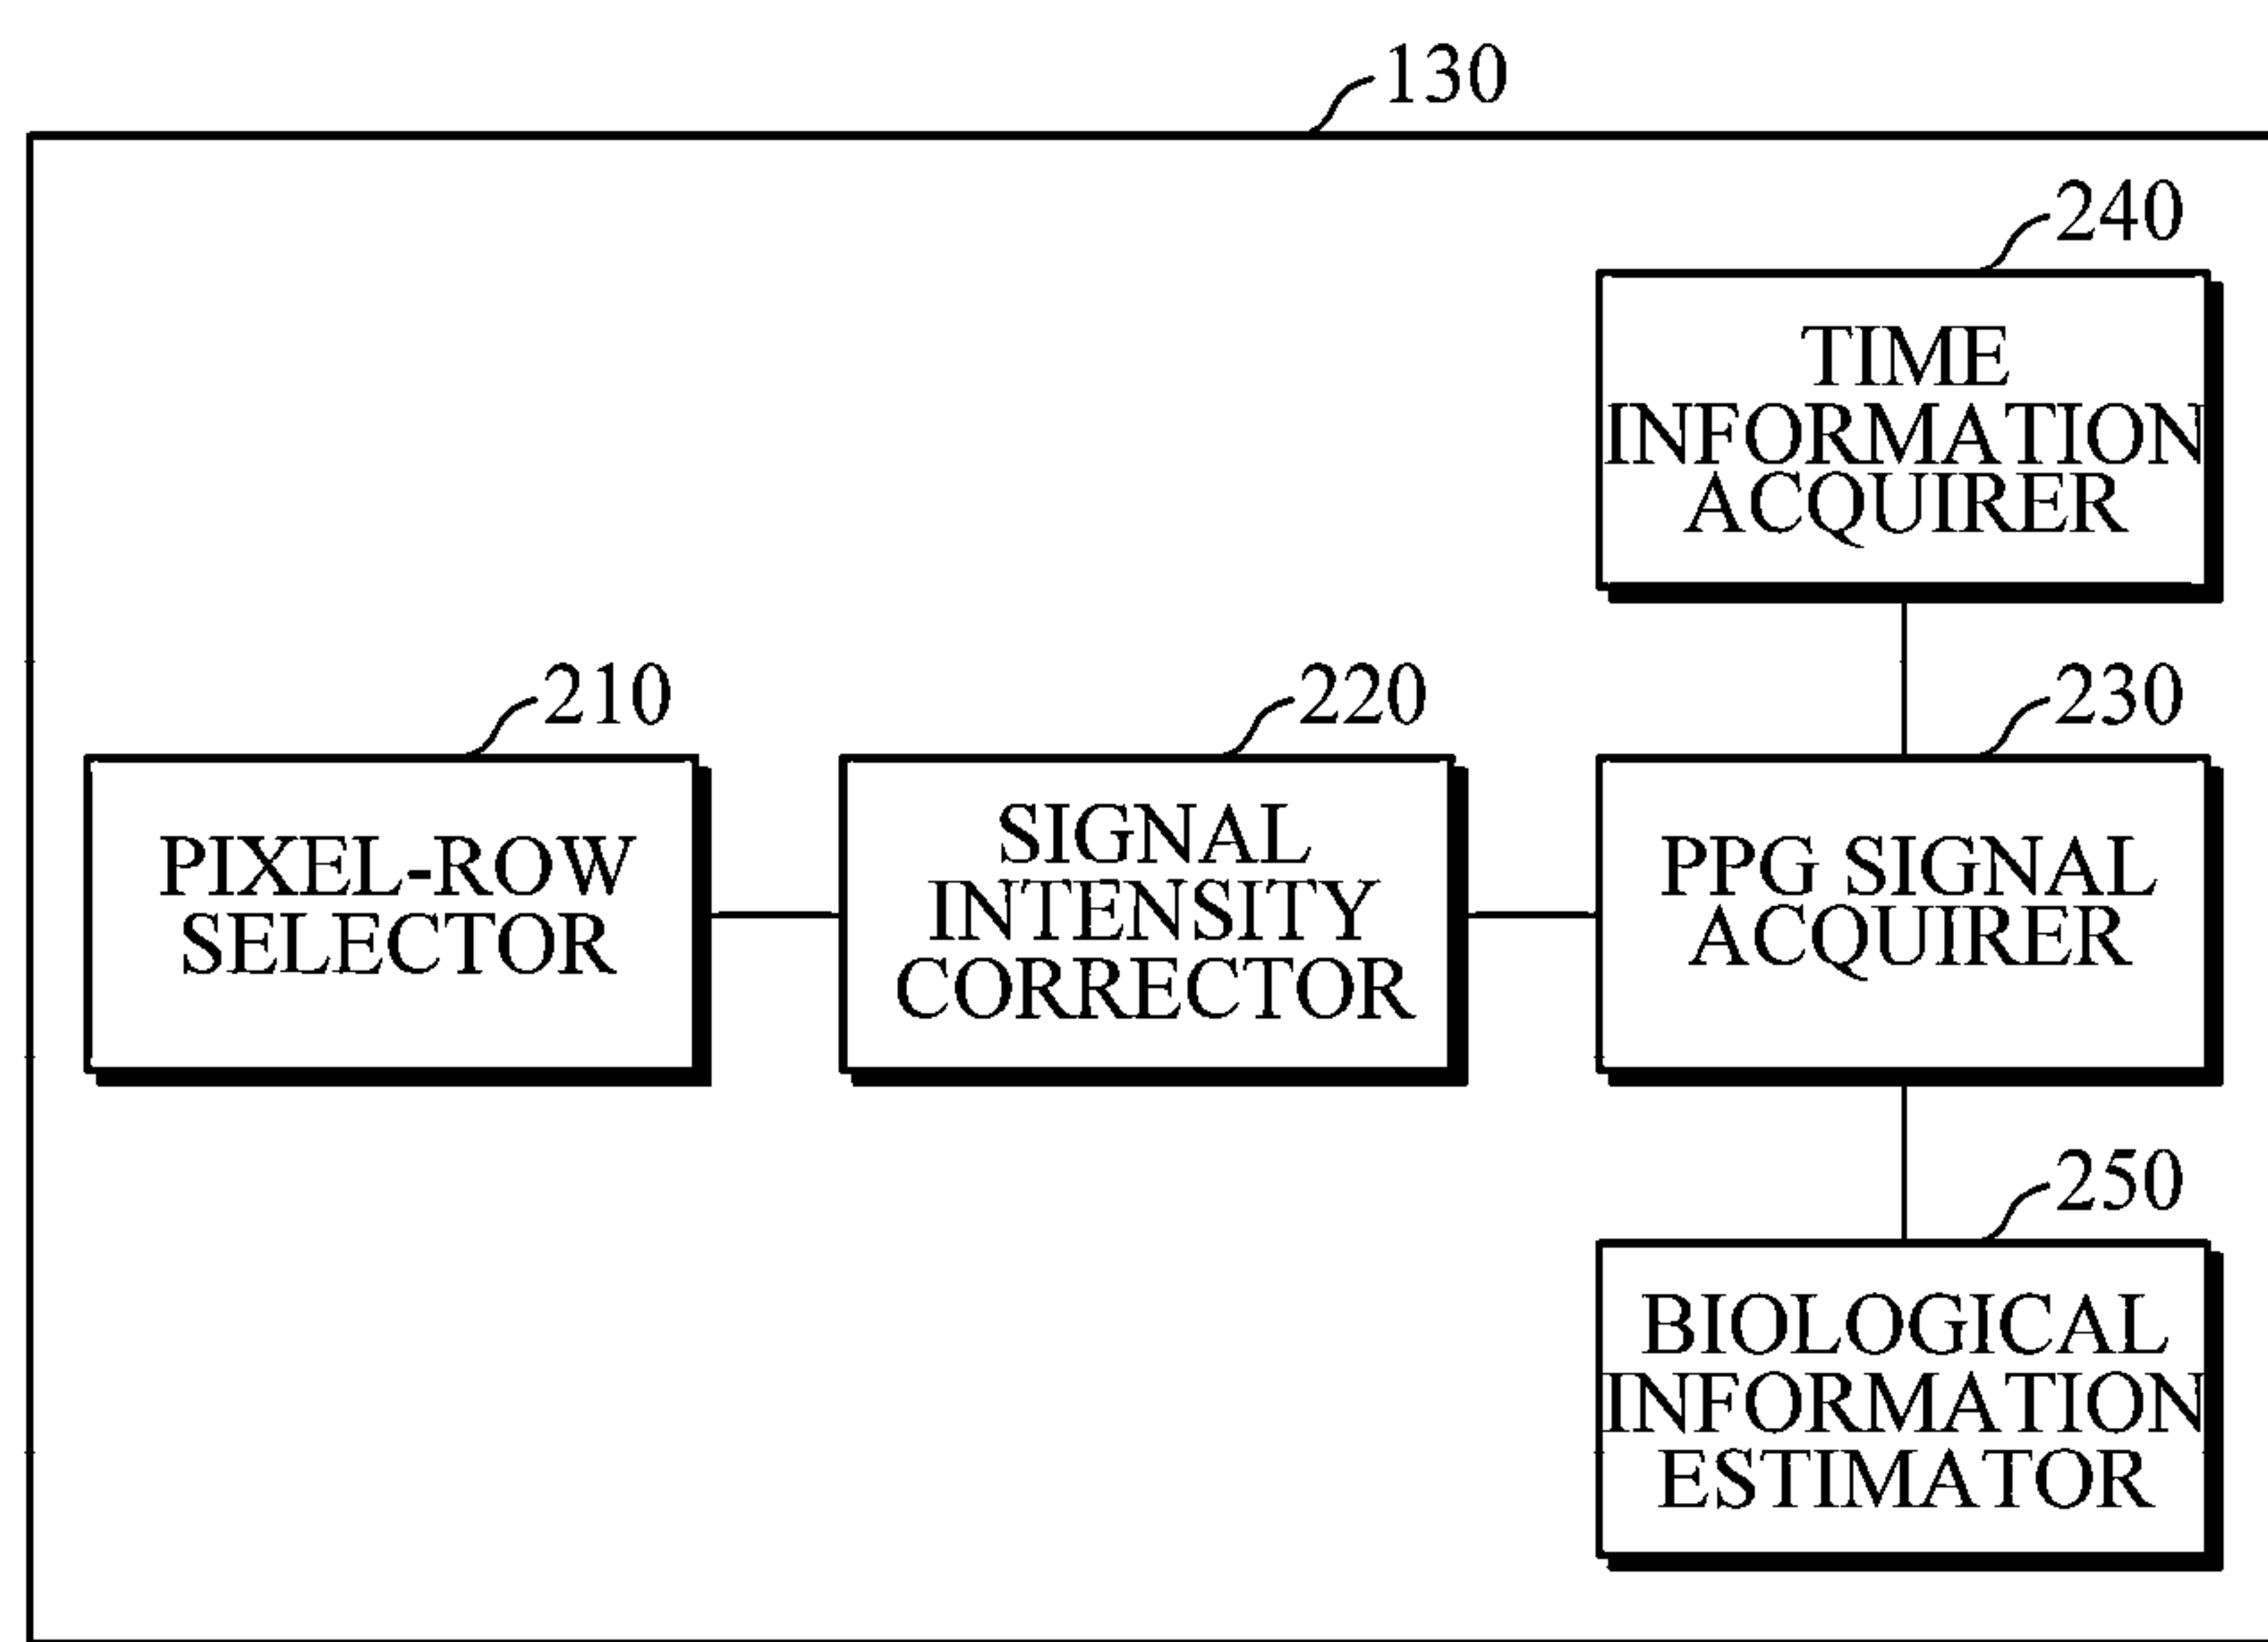 130
240
TIME
INFORMATION
ACQUIRER
210
220
230
PIXEL-ROW
SELECTOR
SIGNAL
INTENSITY
CORRECTOR
PPG SIGNAL
ACQUIRER
250
BIOLOGICAL
INFORMATION
ESTIMATOR